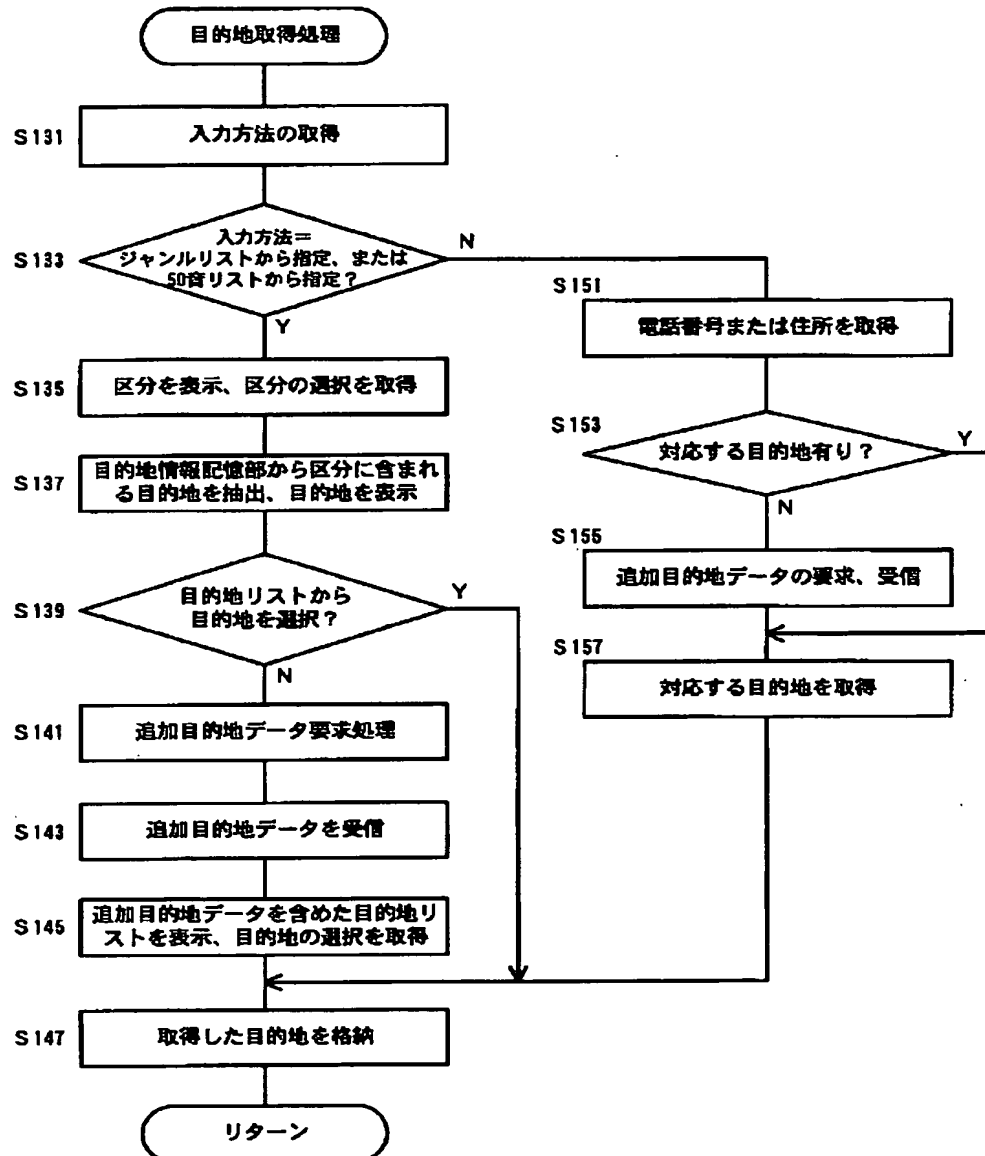 目的地取得処理
S131
入力方法の取得
S133
入力方法＝
ジャンルリストから指定、または
50音リストから指定？
N
Y
S135
区分を表示、区分の選択を取得
S137
目的地情報記憶部から区分に含まれ
る目的地を抽出、目的地を表示
S139
目的地リストから
目的地を選択？
Y
N
S141
追加目的地データ要求処理
S143
追加目的地データを受信
S145
追加目的地データを含めた目的地リ
ストを表示、目的地の選択を取得
S147
取得した目的地を格納
リターン
S151
電話番号または住所を取得
S153
対応する目的地有り？
Y
N
S155
追加目的地データの要求、受信
S157
対応する目的地を取得